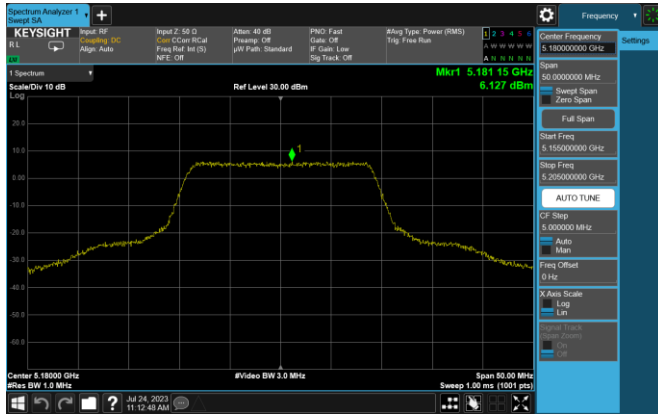 Spectrum Analyzer 1
Swept SA
+
Frequency
KEYSIGHT
R L
Input: RF
Coupling: DC
Align: Auto
Input Z: 50 Ω
Corr CCorr RCal
Freq Ref: Int (S)
NFE: Off
Atten: 40 dB
Preamp: Off
µW Path: Standard
PNO: Fast
Gate: Off
IF Gain: Low
Sig Track: Off
#Avg Type: Power (RMS)
Trig: Free Run
1 2 3 4 5 6
A W W W W W
A N N N N N
1 Spectrum
Scale/Div 10 dB
Ref Level 30.00 dBm
Mkr1 5.181 15 GHz
6.127 dBm
Log
20.0
10.0
0.00
-10.0
-20.0
-30.0
-40.0
-50.0
-60.0
1
Center 5.18000 GHz
#Res BW 1.0 MHz
#Video BW 3.0 MHz
Span 50.00 MHz
Sweep 1.00 ms (1001 pts)
Jul 24, 2023
11:12:48 AM
Center Frequency
5.180000000 GHz
Settings
Span
50.0000000 MHz
Swept Span
Zero Span
Full Span
Start Freq
5.155000000 GHz
Stop Freq
5.205000000 GHz
AUTO TUNE
CF Step
5.000000 MHz
Auto
Man
Freq Offset
0 Hz
X Axis Scale
Log
Lin
Signal Track
(Span Zoom)
On
Off